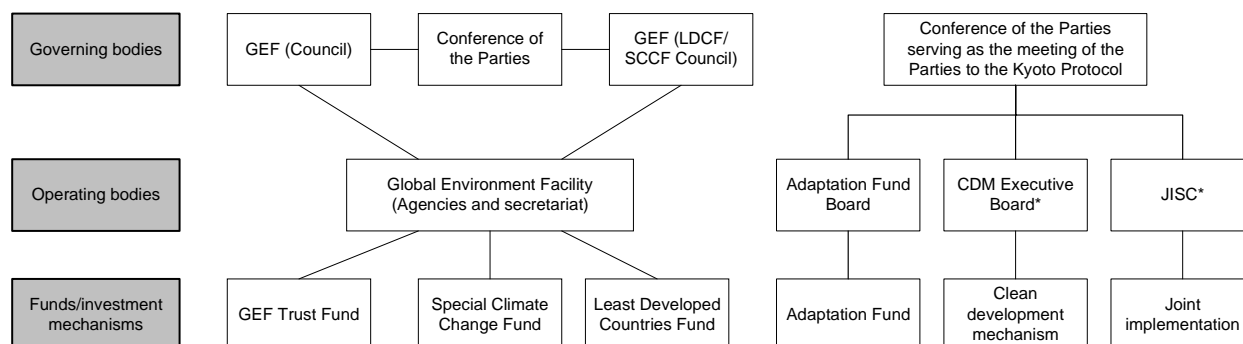 Governing bodies
GEF (Council)
Conference of
the Parties
GEF (LDCF/
SCCF Council)
Conference of the Parties
serving as the meeting of the
Parties to the Kyoto Protocol
Operating bodies
Global Environment Facility
(Agencies and secretariat)
Adaptation Fund
Board
CDM Executive
Board*
JISC*
Funds/investment
mechanisms
GEF Trust Fund
Special Climate
Change Fund
Least Developed
Countries Fund
Adaptation Fund
Clean
development
mechanism
Joint
implementation